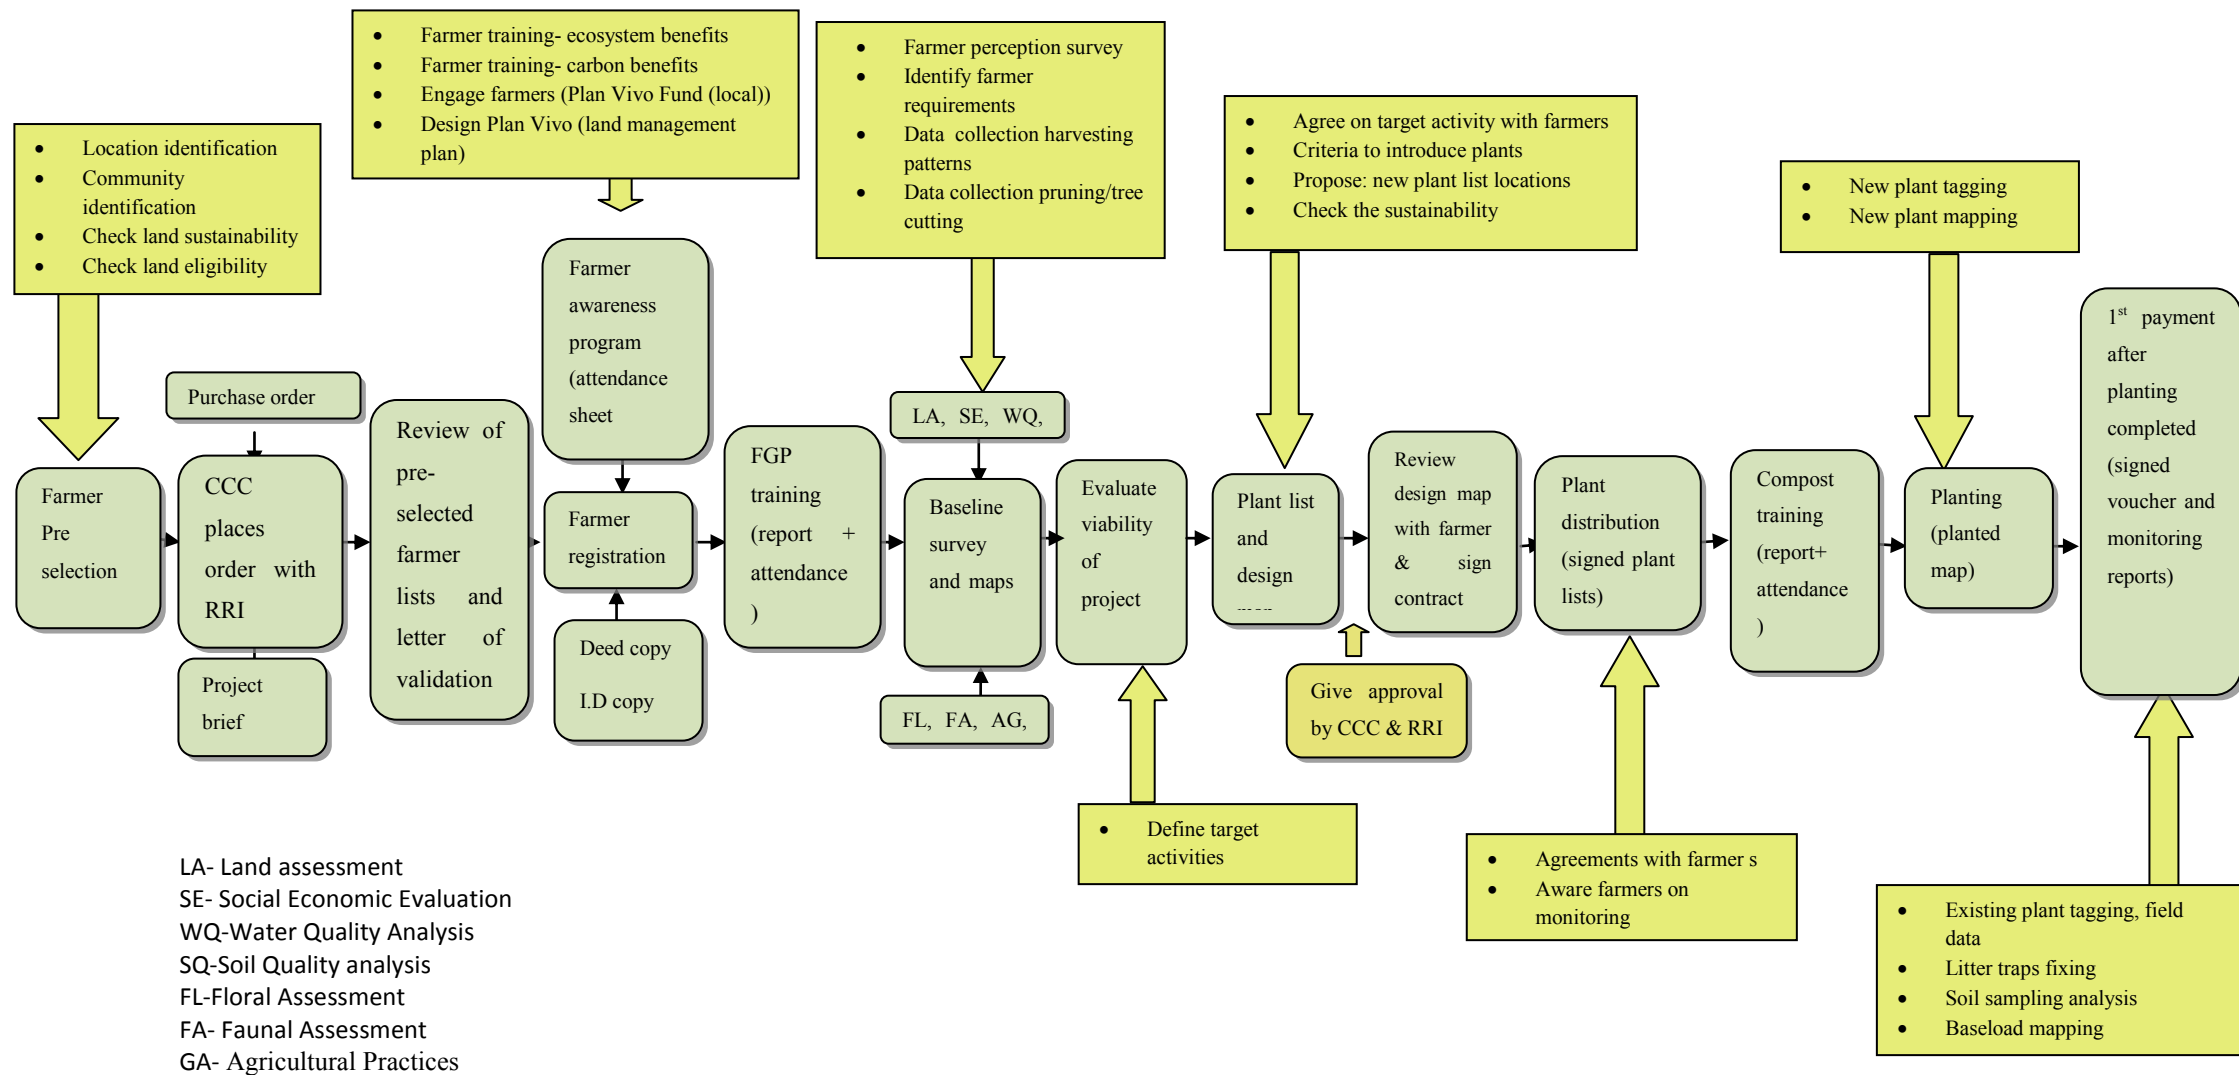 • Farmer training- ecosystem benefits
• Farmer training- carbon benefits
• Engage farmers (Plan Vivo Fund (local))
• Design Plan Vivo (land management
plan)
• Farmer perception survey
• Identify farmer
requirements
• Data collection harvesting
patterns
• Data collection pruning/tree
cutting
• Location identification
• Community
identification
• Check land sustainability
• Check land eligibility
• Agree on target activity with farmers
• Criteria to introduce plants
• Propose: new plant list locations
• Check the sustainability
• New plant tagging
• New plant mapping
Farmer
Pre
selection
Purchase order
CCC
places
order with
RRI
Project
brief
Review of
pre-
selected
farmer
lists and
letter of
validation
Farmer
awareness
program
(attendance
sheet
Farmer
registration
Deed copy
I.D copy
FGP
training
(report +
attendance
)
LA, SE, WQ,
Baseline
survey
and maps
FL, FA, AG,
Evaluate
viability
of
project
Plant list
and
design
Give approval
by CCC & RRI
Review
design map
with farmer
& sign
contract
Plant
distribution
(signed plant
lists)
Compost
training
(report+
attendance
)
Planting
(planted
map)
1st payment
after
planting
completed
(signed
voucher and
monitoring
reports)
• Define target
activities
• Agreements with farmer s
• Aware farmers on
monitoring
• Existing plant tagging, field
data
• Litter traps fixing
• Soil sampling analysis
• Baseload mapping
LA- Land assessment
SE- Social Economic Evaluation
WQ-Water Quality Analysis
SQ-Soil Quality analysis
FL-Floral Assessment
FA- Faunal Assessment
GA- Agricultural Practices